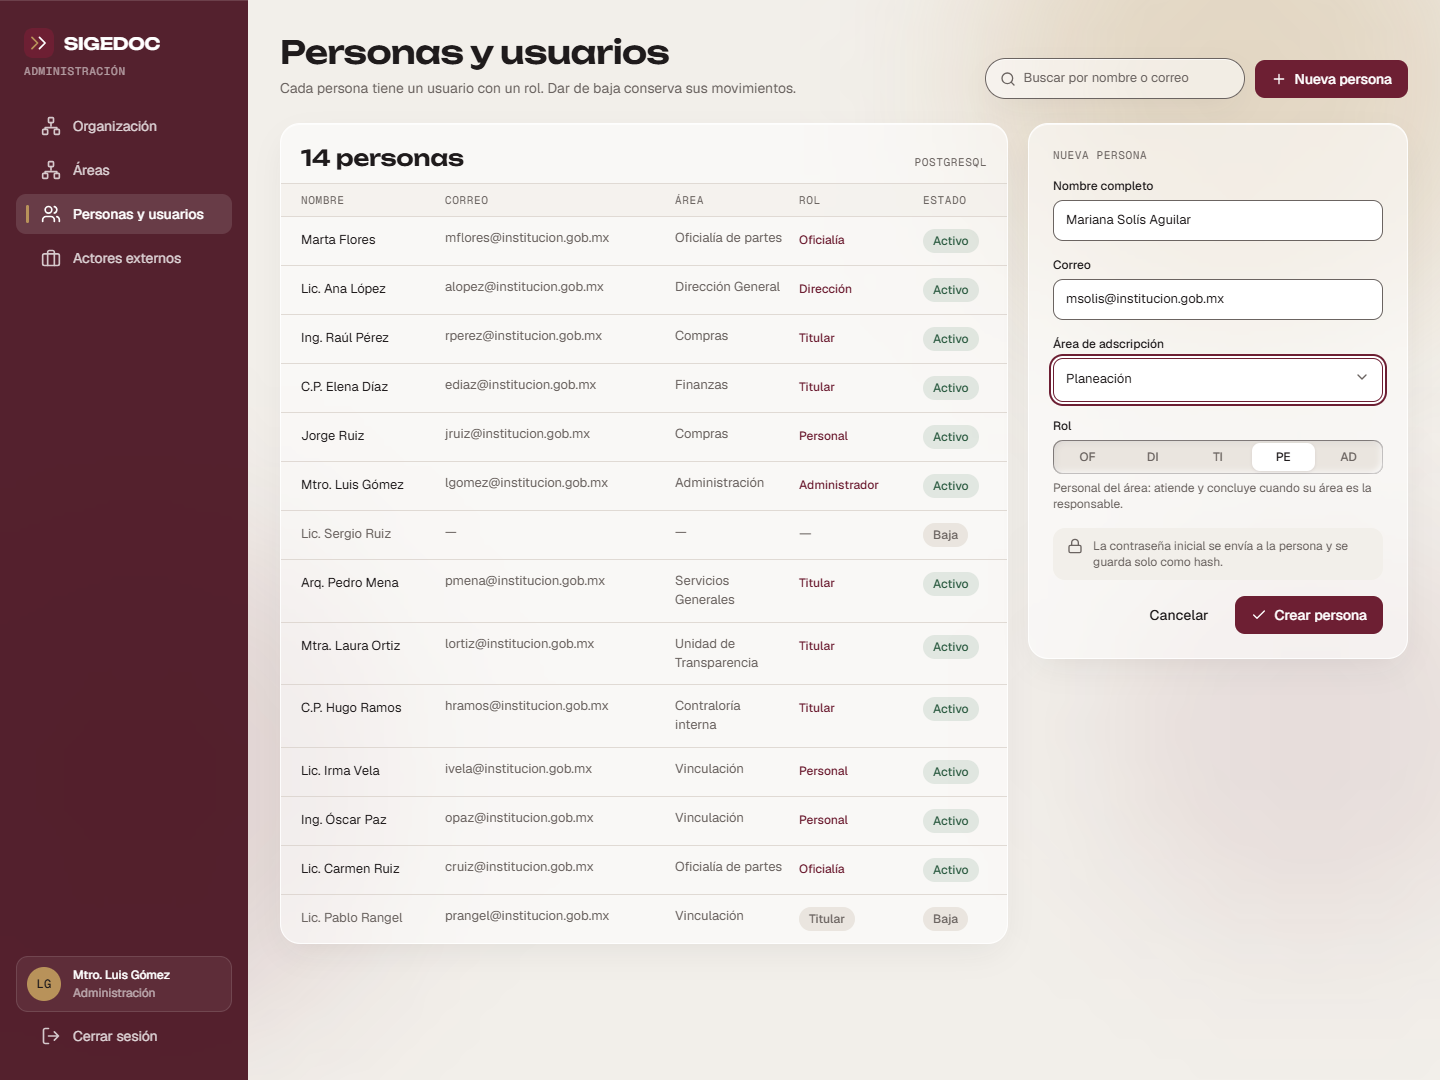 SIGEDOC
ADMINISTRACIÓN
Organización
Áreas
Personas y usuarios
Actores externos
Mtro. Luis Gómez
LG
Administración
Cerrar sesión
Personas y usuarios
Cada persona tiene un usuario con un rol. Dar de baja conserva sus movimientos.
Buscar por nombre o correo
Nueva persona
14 personas
POSTGRESQL
NOMBRE CORREO ÁREA ROL ESTADO
Marta Flores mflores@institucion.gob.mx Oficialía de partes Oficialía Activo
Lic. Ana López alopez@institucion.gob.mx Dirección General Dirección Activo
Ing. Raúl Pérez rperez@institucion.gob.mx Compras Titular Activo
C.P. Elena Díaz ediaz@institucion.gob.mx Finanzas Titular Activo
Jorge Ruiz jruiz@institucion.gob.mx Compras Personal Activo
Mtro. Luis Gómez lgomez@institucion.gob.mx Administración Administrador Activo
Lic. Sergio Ruiz — — — Baja
Arq. Pedro Mena pmena@institucion.gob.mx Servicios Titular Activo
Generales
Mtra. Laura Ortiz lortiz@institucion.gob.mx Unidad de Titular Activo
Transparencia
C.P. Hugo Ramos hramos@institucion.gob.mx Contraloría Titular Activo
interna
Lic. Irma Vela ivela@institucion.gob.mx Vinculación Personal Activo
Ing. Óscar Paz opaz@institucion.gob.mx Vinculación Personal Activo
Lic. Carmen Ruiz cruiz@institucion.gob.mx Oficialía de partes Oficialía Activo
Lic. Pablo Rangel prangel@institucion.gob.mx Vinculación Titular Baja
NUEVA PERSONA
Nombre completo
Mariana Solís Aguilar
Correo
msolis@institucion.gob.mx
Área de adscripción
Planeación
Rol
OF DI TI PE AD
Personal del área: atiende y concluye cuando su área es la
responsable.
La contraseña inicial se envía a la persona y se
guarda solo como hash.
Cancelar
Crear persona